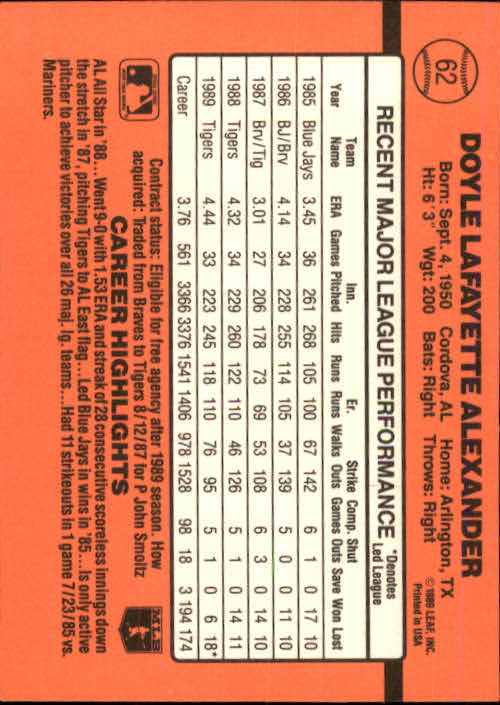 62
DOYLE LAFAYETTE ALEXANDER
Born: Sept. 4, 1950 Cordova, AL Home: Arlington, TX
Ht: 6' 3" Wgt: 200 Bats: Right Throws: Right
© 1989 LEAF, INC.
Printed in USA
RECENT MAJOR LEAGUE PERFORMANCE *Denotes Led League
Year Team Name ERA Games Inn. Pitched Hits Runs Er. Runs Walks Strike Outs Comp. Games Shut Outs Save Won Lost
1985 Blue Jays 3.45 36 261 268 105 100 67 142 6 1 0 17 10
1986 BJ/Brv 4.14 34 228 255 114 105 37 139 5 0 0 11 10
1987 Brv/Tig 3.01 27 206 178 73 69 53 108 6 3 0 14 10
1988 Tigers 4.32 34 229 260 122 110 46 126 5 1 0 14 11
1989 Tigers 4.44 33 223 245 118 110 76 95 5 1 0 6 18*
Career 3.76 561 3366 3376 1541 1406 978 1528 98 18 3 194 174
Contract status: Eligible for free agency after 1989 season How
acquired: Traded from Braves to Tigers 8/12/87 for P John Smoltz
CAREER HIGHLIGHTS
MLB
AL All Star in '88... Went 9-0 with 1.53 ERA and streak of 28 consecutive scoreless innings down
the stretch in '87, pitching Tigers to AL East flag... Led Blue Jays in wins in '85... Is only active
pitcher to achieve victories over all 26 maj. lg. teams... Had 11 strikeouts in 1 game 7/23/85 vs.
Mariners.